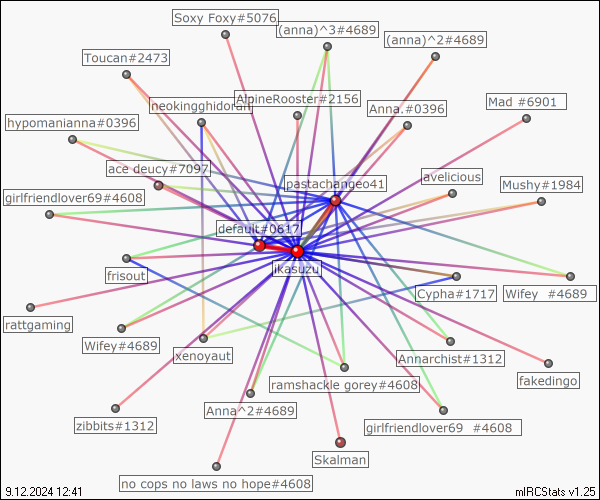 Soxy Foxy#5076
(anna)^3#4689
(anna)^2#4689
Toucan#2473
neokingghidorah
AlpineRooster#2156
Anna.#0396
Mad #6901
hypomanianna#0396
ace deucy#7097
pastachangeo41
avelicious
Mushy#1984
girlfriendlover69#4608
default#0617
ikasuzu
frisout
Cypha#1717
Wifey #4689
rattgaming
Wifey#4689
xenoyaut
Annarchist#1312
ramshackle gorey#4608
fakedingo
zibbits#1312
Anna^2#4689
girlfriendlover69 #4608
Skalman
no cops no laws no hope#4608
9.12.2024 12:41
mIRCStats v1.25